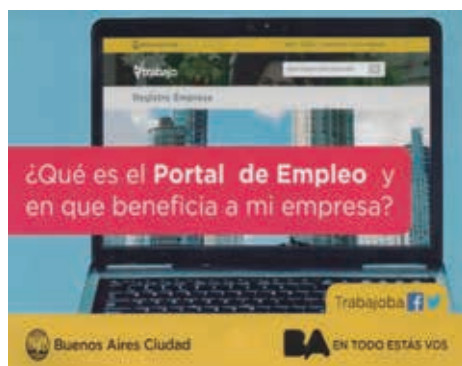 trabajo
Registro Empresa
¿Qué es el Portal de Empleo y
en que beneficia a mi empresa?
Trabajoba
Buenos Aires Ciudad
BA EN TODO ESTÁS VOS